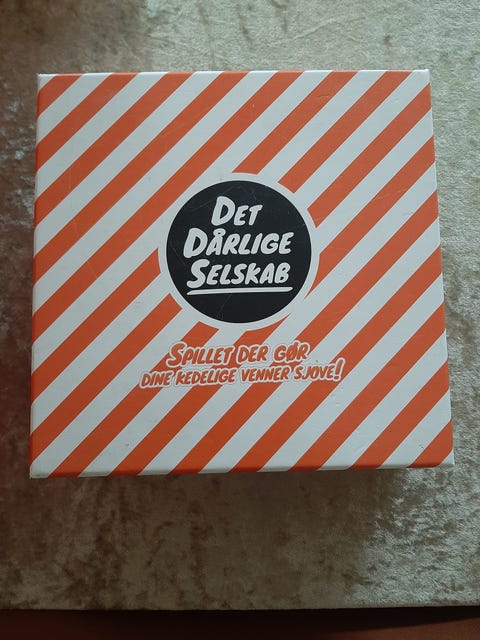 Det
Dårlige
Selskab
Spillet der gør
dine kedelige venner sjove!